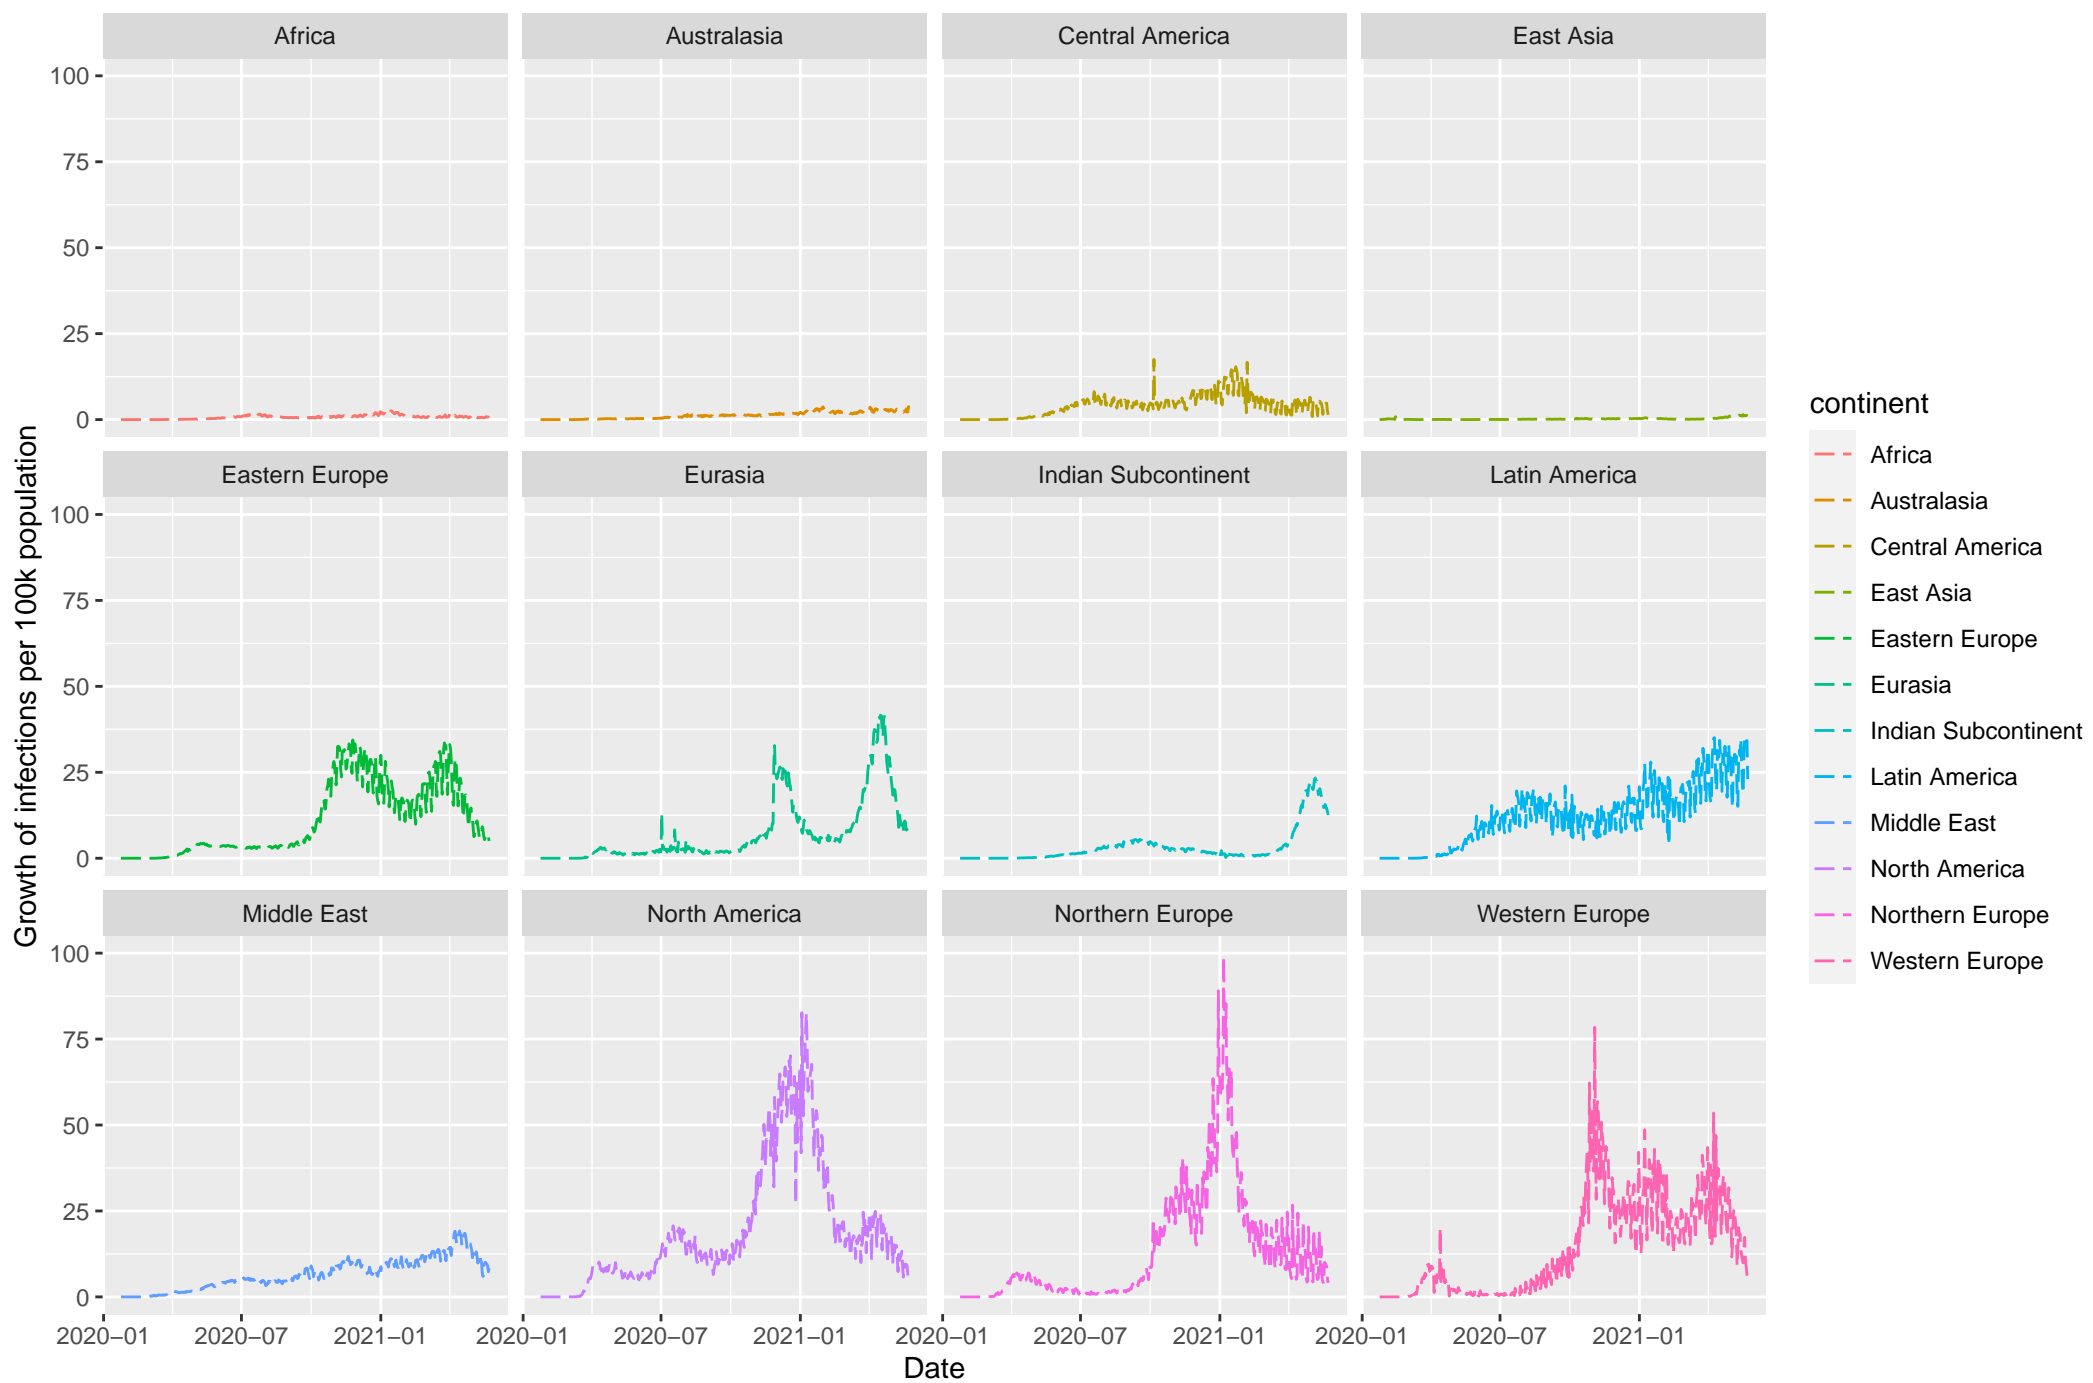 Africa
Australasia
Central America
East Asia
100
75
50
25
0
Eastern Europe
Eurasia
Indian Subcontinent
Latin America
100
75
50
25
0
Middle East
North America
Northern Europe
Western Europe
100
75
50
25
0
2020–01
2020–07
2021–01
2020–01
2020–07
2021–01
2020–01
2020–07
2021–01
2020–01
2020–07
2021–01
Date
Growth of infections per 100k population
continent
Africa
Australasia
Central America
East Asia
Eastern Europe
Eurasia
Indian Subcontinent
Latin America
Middle East
North America
Northern Europe
Western Europe